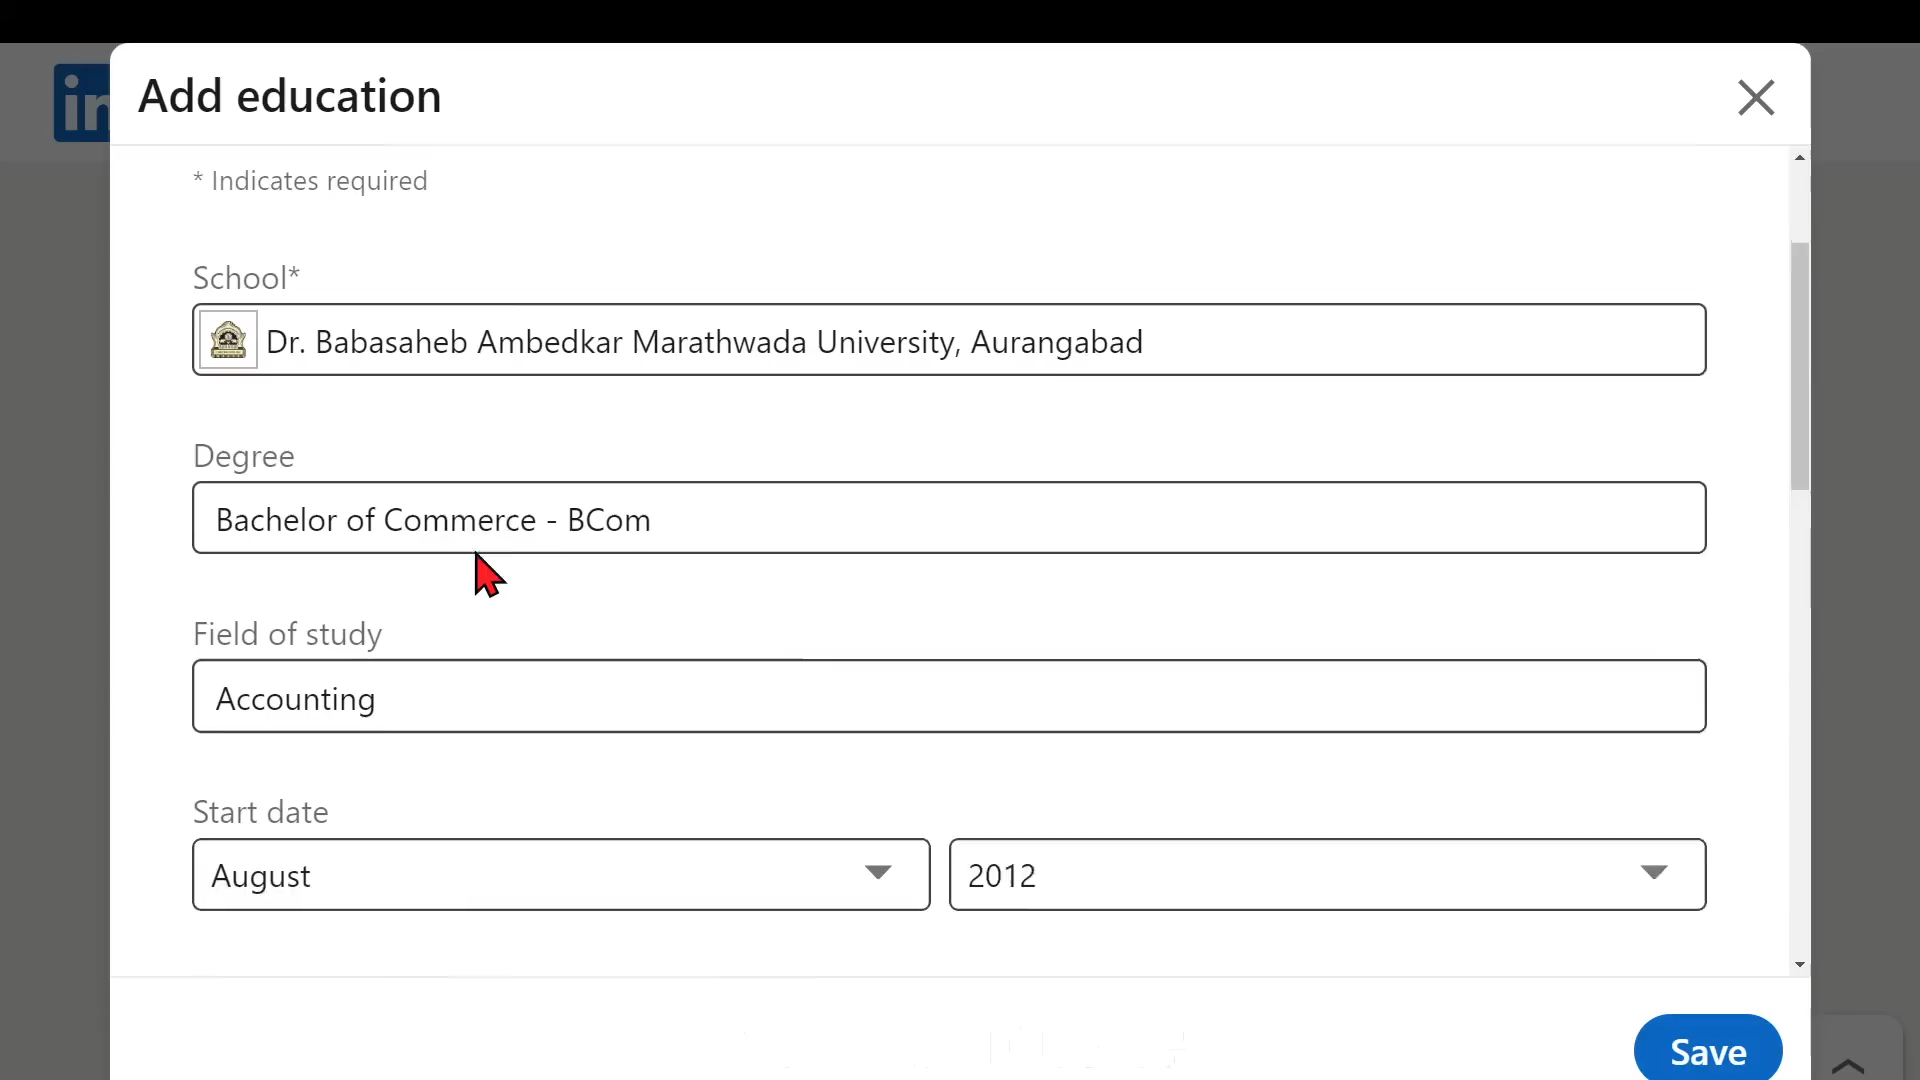 in
Add education
* Indicates required
School*
Dr. Babasaheb Ambedkar Marathwada University, Aurangabad
Degree
Bachelor of Commerce - BCom
Field of study
Accounting
Start date
August
2012
Save